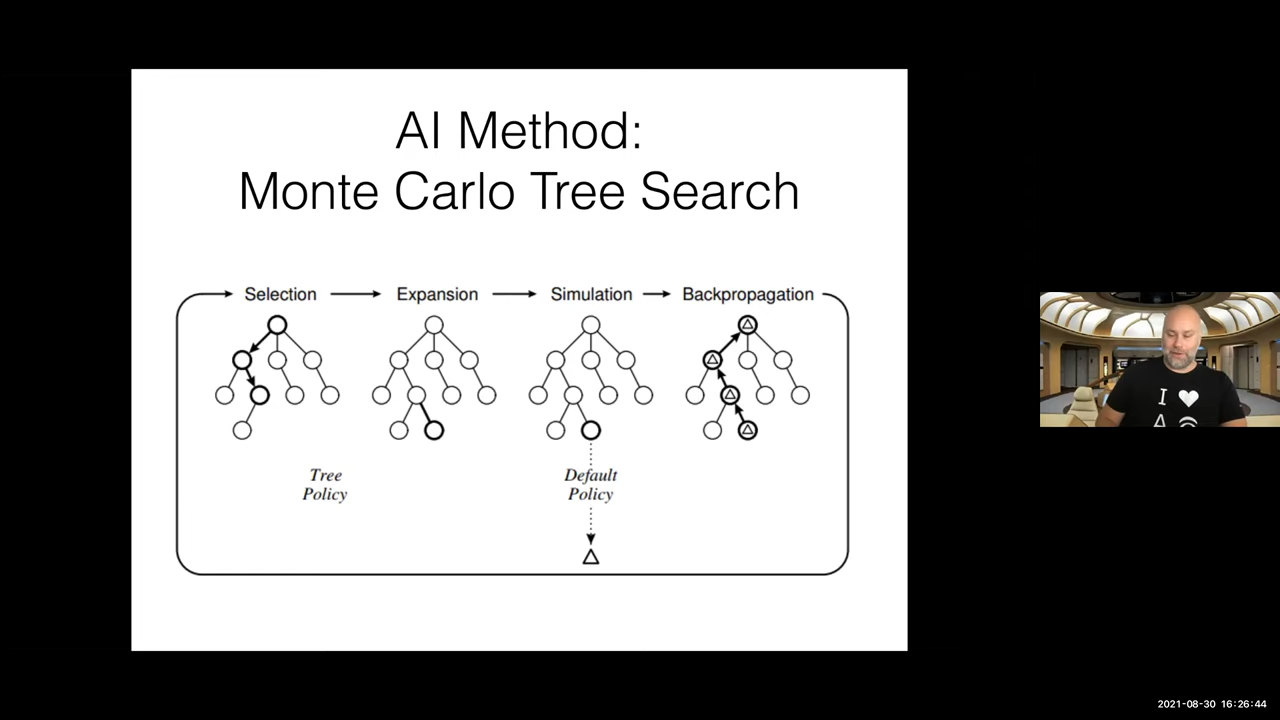 AI Method:
Monte Carlo Tree Search
Selection Expansion Simulation Backpropagation
Tree
Policy
Default
Policy
I
2021-08-30 16:26:44